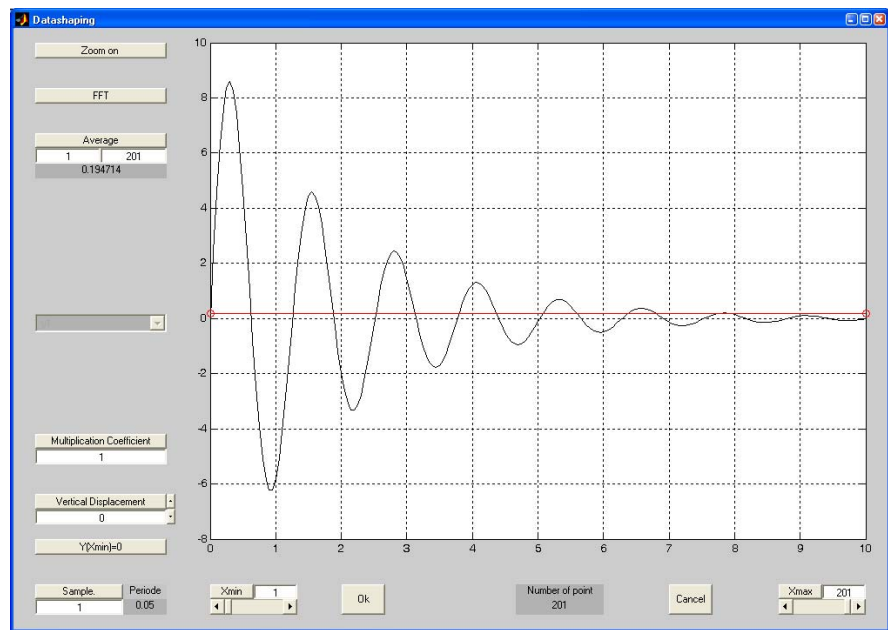 Datashaping
Zoom on
FFT
Average
1 201
0.194714
Multiplication Coefficient
1
Vertical Displacement
0
Y(Xmin)=0
Sample.
1
Periode
0.05
10
8
6
4
2
0
-2
-4
-6
-8
0 1 2 3 4 5 6 7 8 9 10
Xmin 1
Ok
Number of point
201
Cancel
Xmax 201